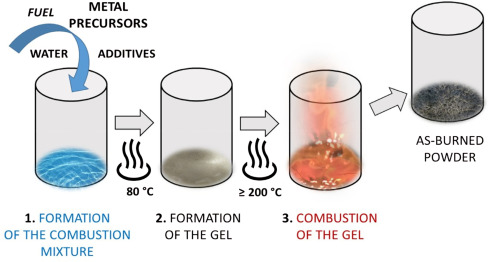 FUEL
METAL
PRECURSORS
WATER
ADDITIVES
80 °C
≥ 200 °C
AS-BURNED
POWDER
1. FORMATION
OF THE COMBUSTION
MIXTURE
2. FORMATION
OF THE GEL
3. COMBUSTION
OF THE GEL